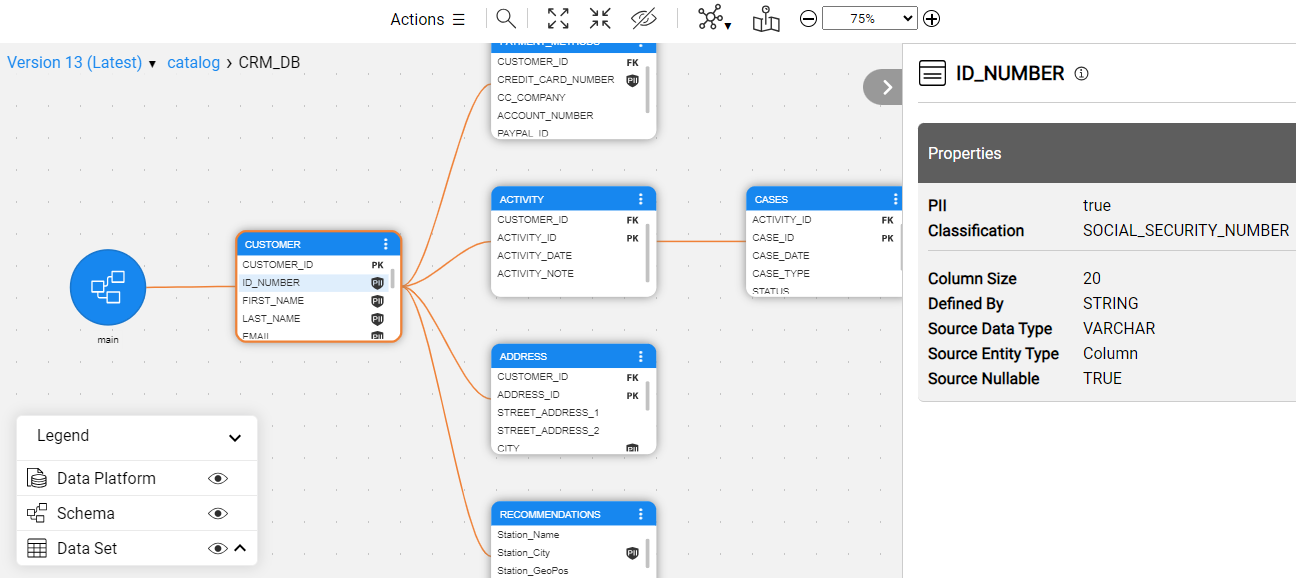 Actions
75%
Version 13 (Latest) catalog › CRM_DB
main
CUSTOMER
CUSTOMER_ID PK
ID_NUMBER PII
FIRST_NAME PII
LAST_NAME PII
EMAIL PII
PAYMENT_METHODS
CUSTOMER_ID FK
CREDIT_CARD_NUMBER PII
CC_COMPANY
ACCOUNT_NUMBER
PAYPAL_ID
ACTIVITY
CUSTOMER_ID FK
ACTIVITY_ID PK
ACTIVITY_DATE
ACTIVITY_NOTE
CASES
ACTIVITY_ID FK
CASE_ID PK
CASE_DATE
CASE_TYPE
STATUS
ADDRESS
CUSTOMER_ID FK
ADDRESS_ID PK
STREET_ADDRESS_1
STREET_ADDRESS_2
CITY PII
RECOMMENDATIONS
Station_Name
Station_City PII
Station_GeoPos
Legend
Data Platform
Schema
Data Set
ID_NUMBER
Properties
PII true
Classification SOCIAL_SECURITY_NUMBER
Column Size 20
Defined By STRING
Source Data Type VARCHAR
Source Entity Type Column
Source Nullable TRUE